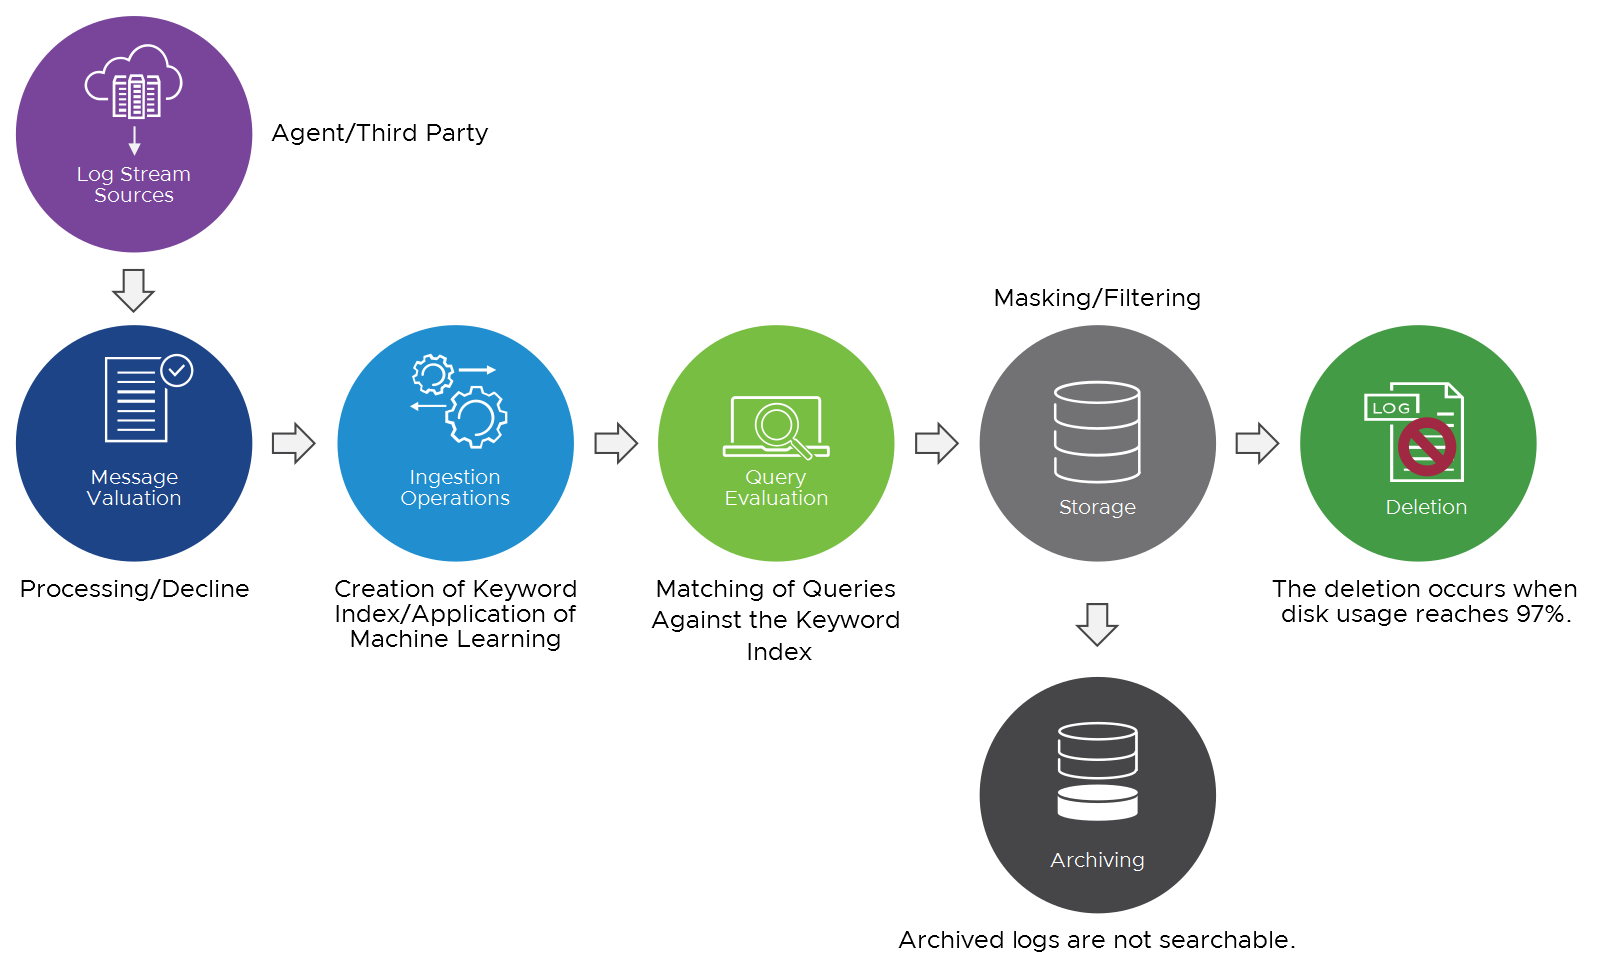 Log Stream
Sources
Agent/Third Party
Message
Valuation
Processing/Decline
Ingestion
Operations
Creation of Keyword
Index/Application of
Machine Learning
Query
Evaluation
Matching of Queries
Against the Keyword
Index
Masking/Filtering
Storage
LOG
Deletion
The deletion occurs when
disk usage reaches 97%.
Archiving
Archived logs are not searchable.